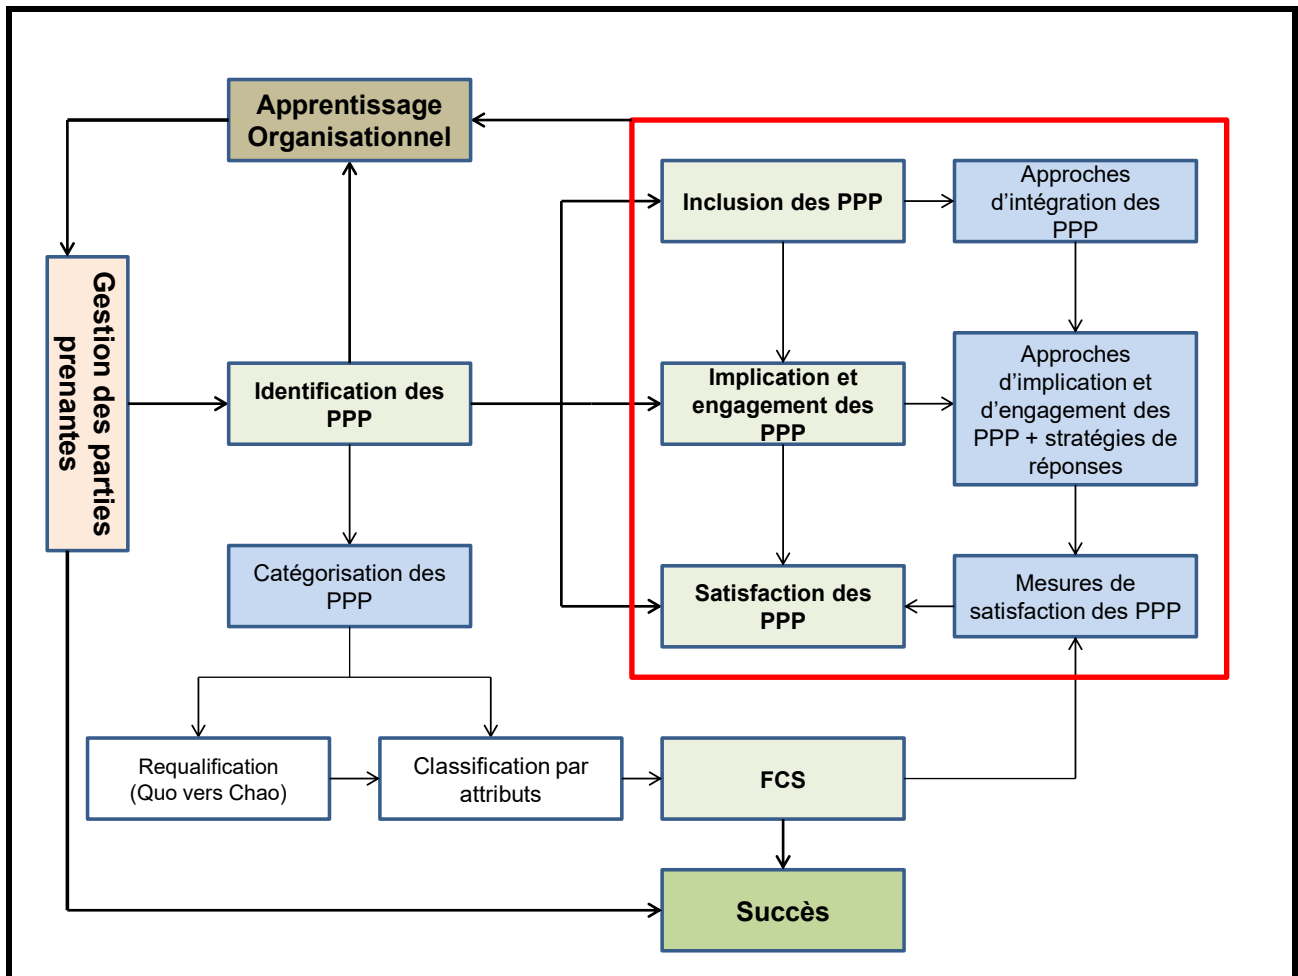 Apprentissage
Organisationnel
Inclusion des PPP
Approches
d'intégration des
PPP
Gestion des parties
prenantes
Identification des
PPP
Implication et
engagement des
PPP
Approches
d'implication et
d'engagement des
PPP + stratégies de
réponses
Catégorisation des
PPP
Satisfaction des
PPP
Mesures de
satisfaction des PPP
Requalification
(Quo vers Chao)
Classification par
attributs
FCS
Succès